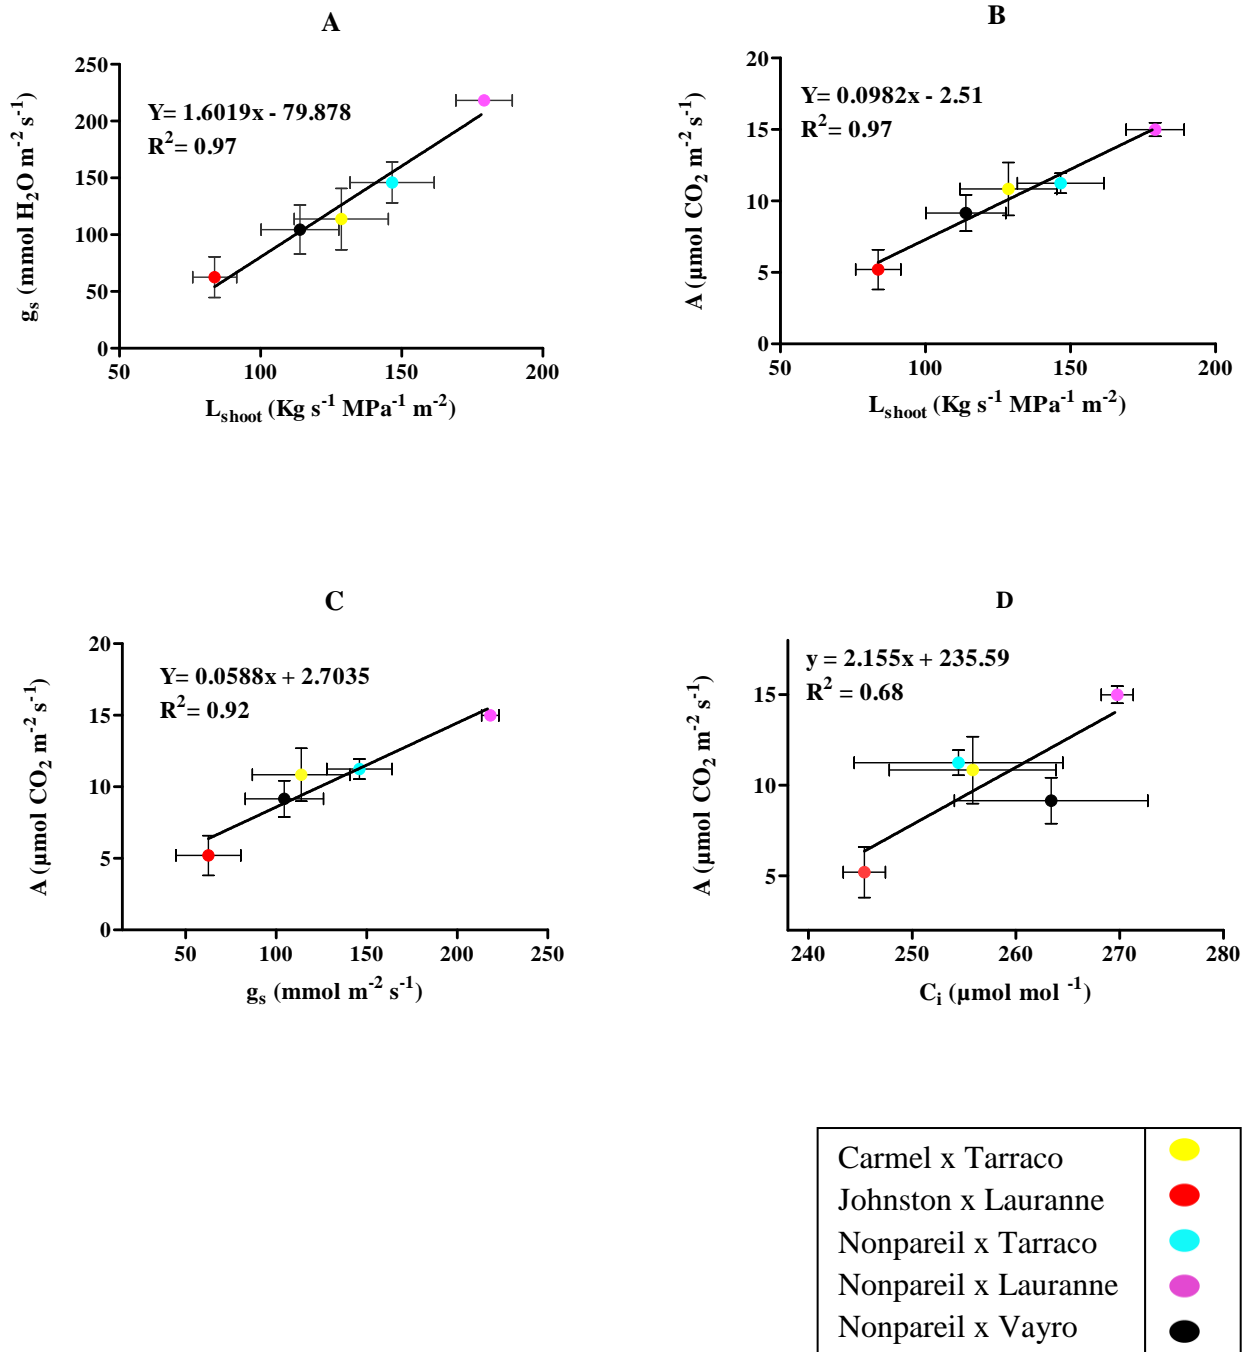 A
250
200
150
100
50
0
Y= 1.6019x - 79.878
R²= 0.97
gₛ (mmol H₂O m⁻² s⁻¹)
50 100 150 200
Lshoot (Kg s⁻¹ MPa⁻¹ m⁻²)
B
20
15
10
5
0
Y= 0.0982x - 2.51
R²= 0.97
A (µmol CO₂ m⁻² s⁻¹)
50 100 150 200
Lshoot (Kg s⁻¹ MPa⁻¹ m⁻²)
C
20
15
10
5
0
Y= 0.0588x + 2.7035
R²= 0.92
A (µmol CO₂ m⁻² s⁻¹)
50 100 150 200 250
gₛ (mmol m⁻² s⁻¹)
D
15
10
5
y = 2.155x + 235.59
R² = 0.68
A (µmol CO₂ m⁻² s⁻¹)
240 250 260 270 280
Cᵢ (µmol mol ⁻¹)
Carmel x Tarraco
Johnston x Lauranne
Nonpareil x Tarraco
Nonpareil x Lauranne
Nonpareil x Vayro